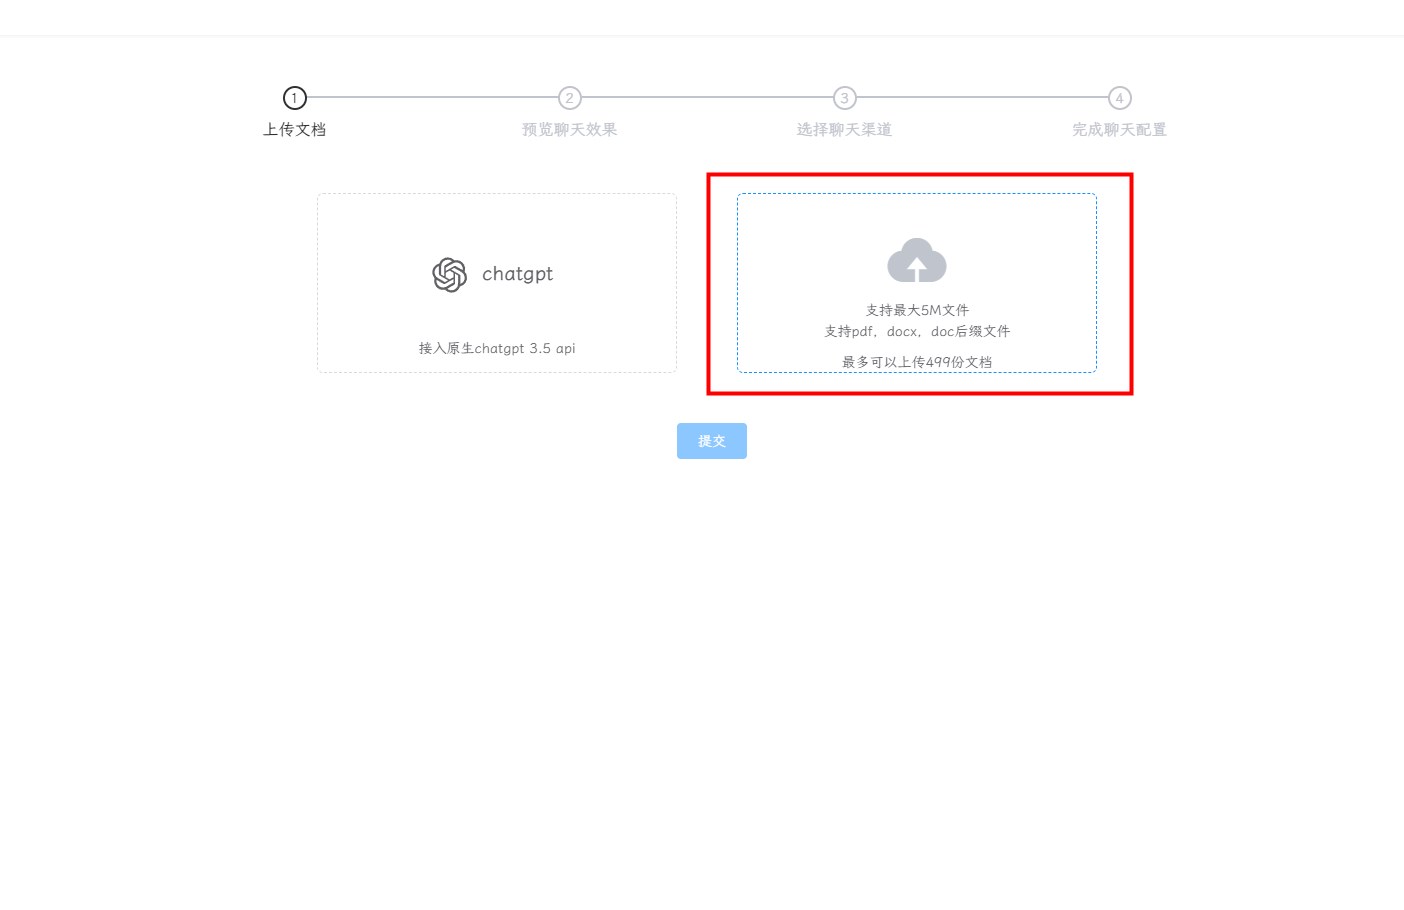 1
上传文档
2
预览聊天效果
3
选择聊天渠道
4
完成聊天配置
chatgpt
接入原生chatgpt 3.5 api
支持最大5M文件
支持pdf，docx，doc后缀文件
最多可以上传499份文档
提交